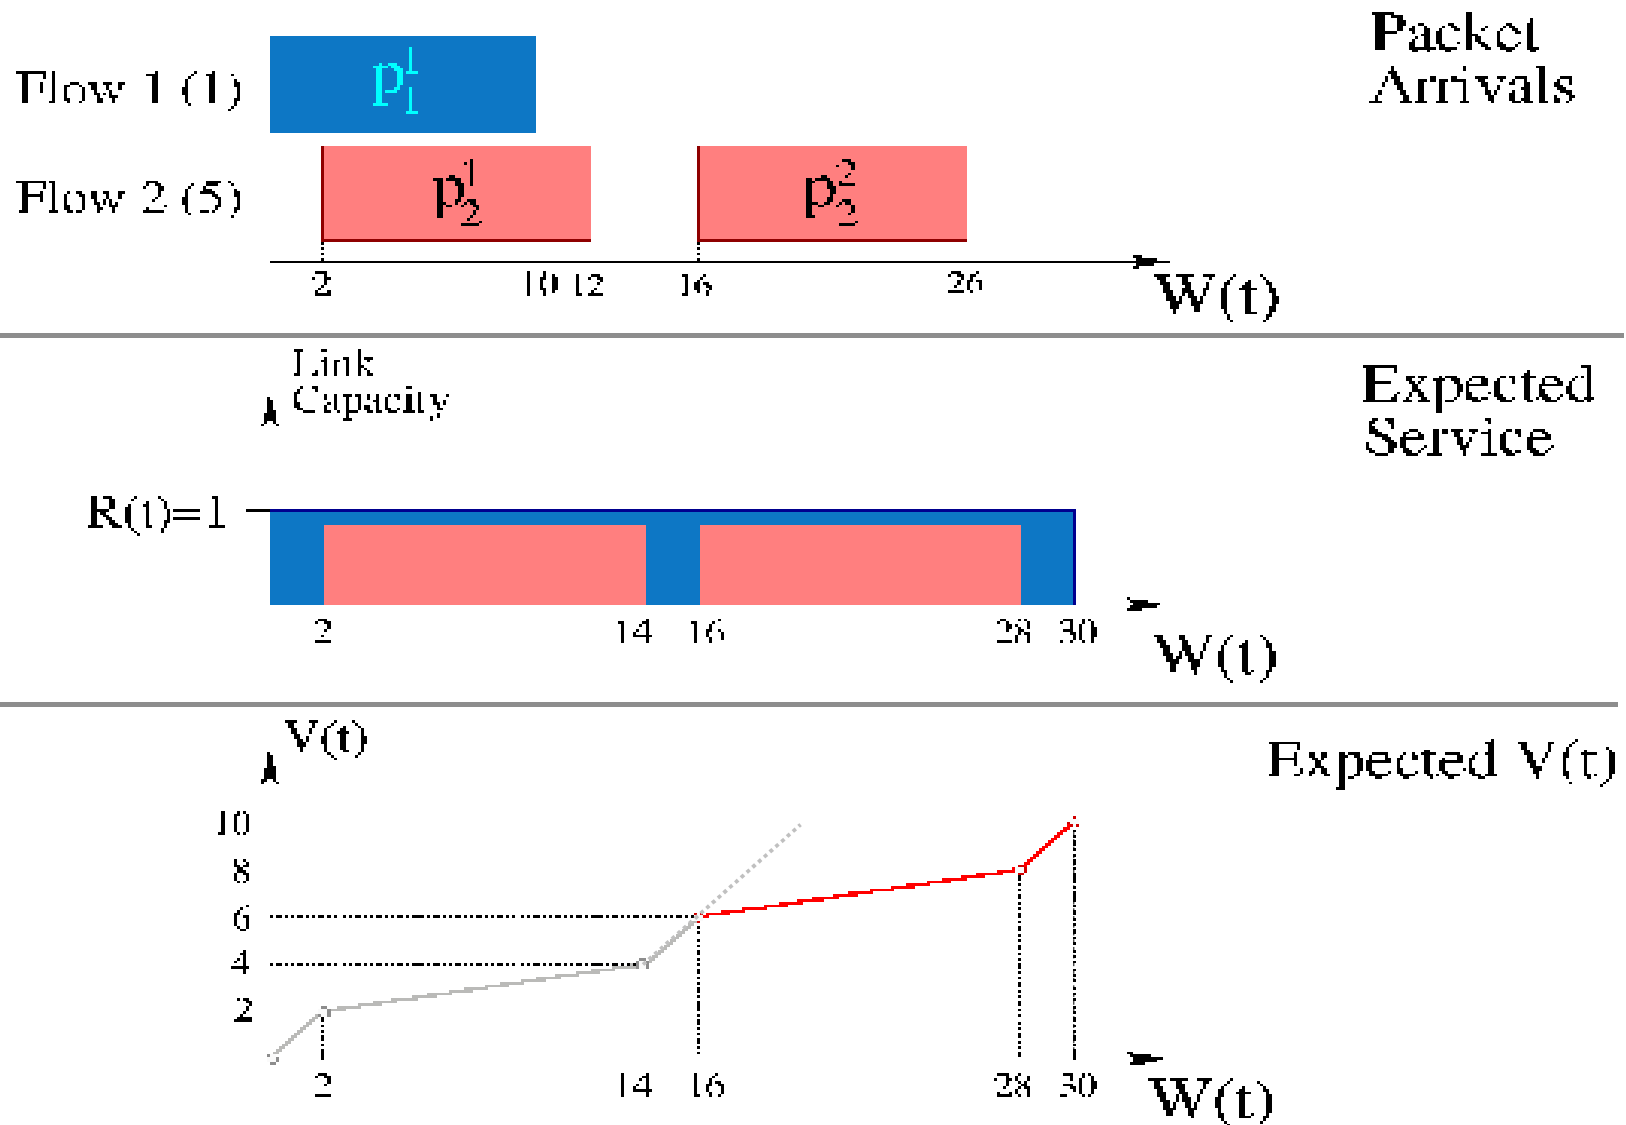 Packet
Arrivals
Flow 1 (1)
p₁¹
Flow 2 (5)
p₂¹ p₂²
2 10 12 16 26
W(t)
Link
Capacity
Expected
Service
R(t)=1
2 14 16 28 30
W(t)
V(t)
Expected V(t)
10
8
6
4
2
2 14 16 28 30
W(t)